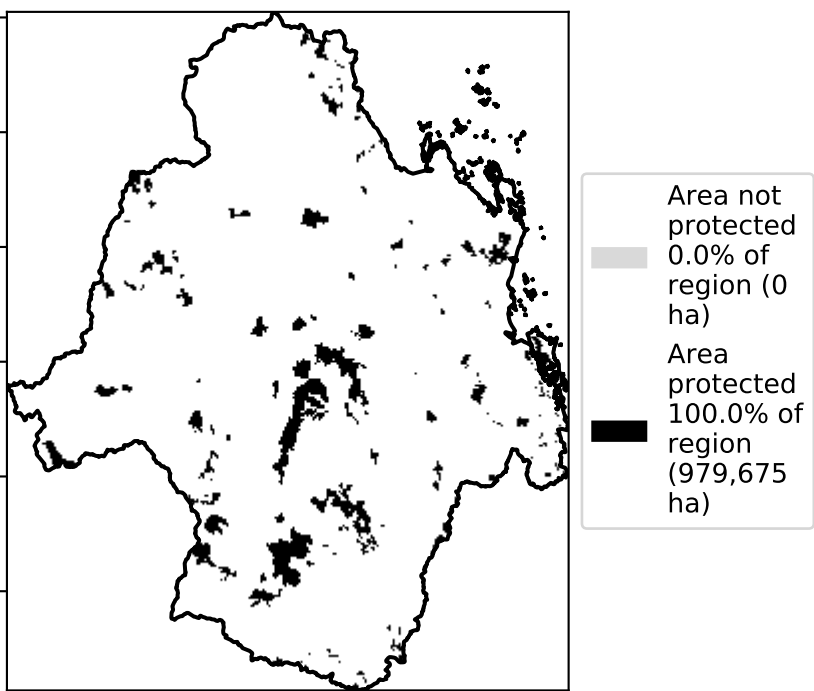 Area not
protected
0.0% of
region (0
ha)
Area
protected
100.0% of
region
(979,675
ha)